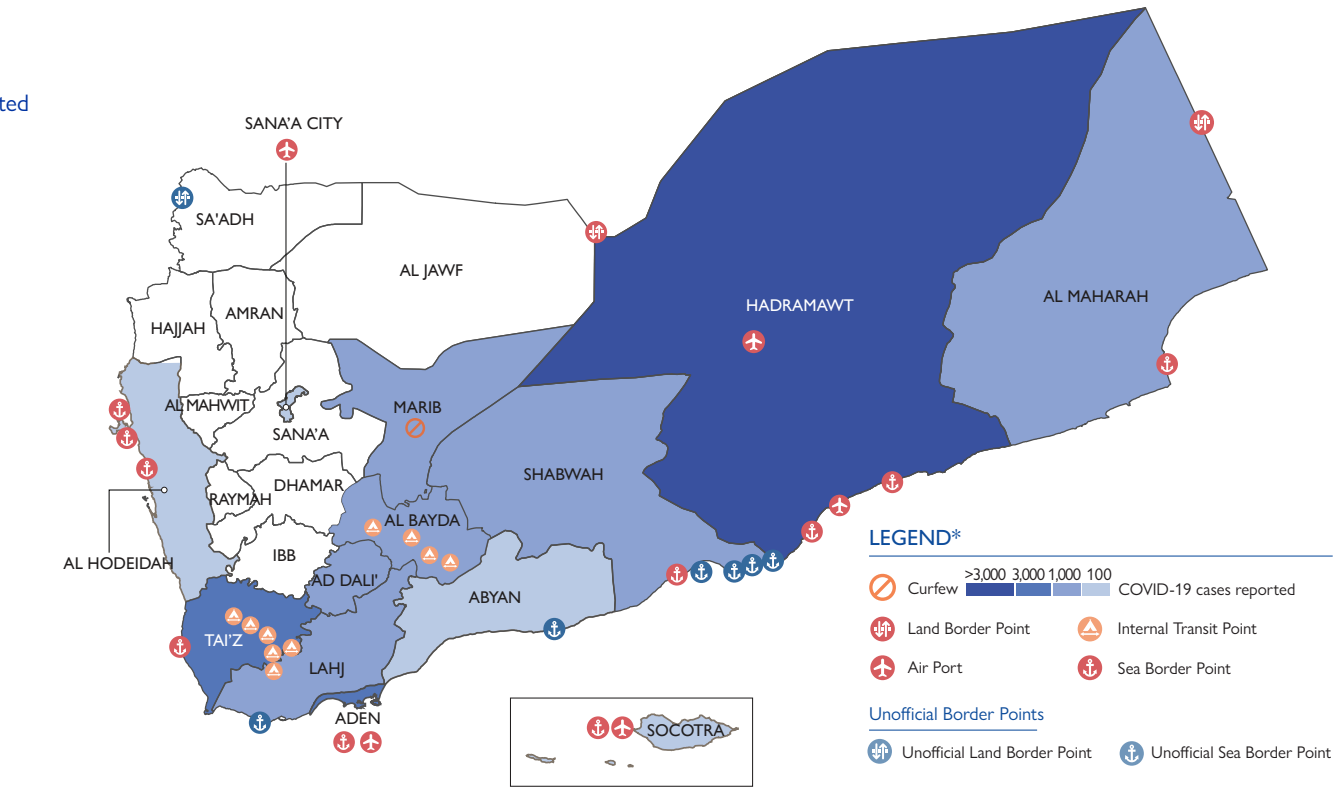 ted
SANA'A CITY
SA'ADH
AL JAWF
HADRAMAWT
AL MAHARAH
AMRAN
HAJJAH
AL MAHWIT
MARIB
SANA'A
SHABWAH
DHAMAR
RAYMAH
AL BAYDA
IBB
AL HODEIDAH
AD DALI'
ABYAN
TAI'Z
LAHJ
ADEN
SOCOTRA
LEGEND*
Curfew
>3,000 3,000 1,000 100
COVID-19 cases reported
Land Border Point
Internal Transit Point
Air Port
Sea Border Point
Unofficial Border Points
Unofficial Land Border Point
Unofficial Sea Border Point